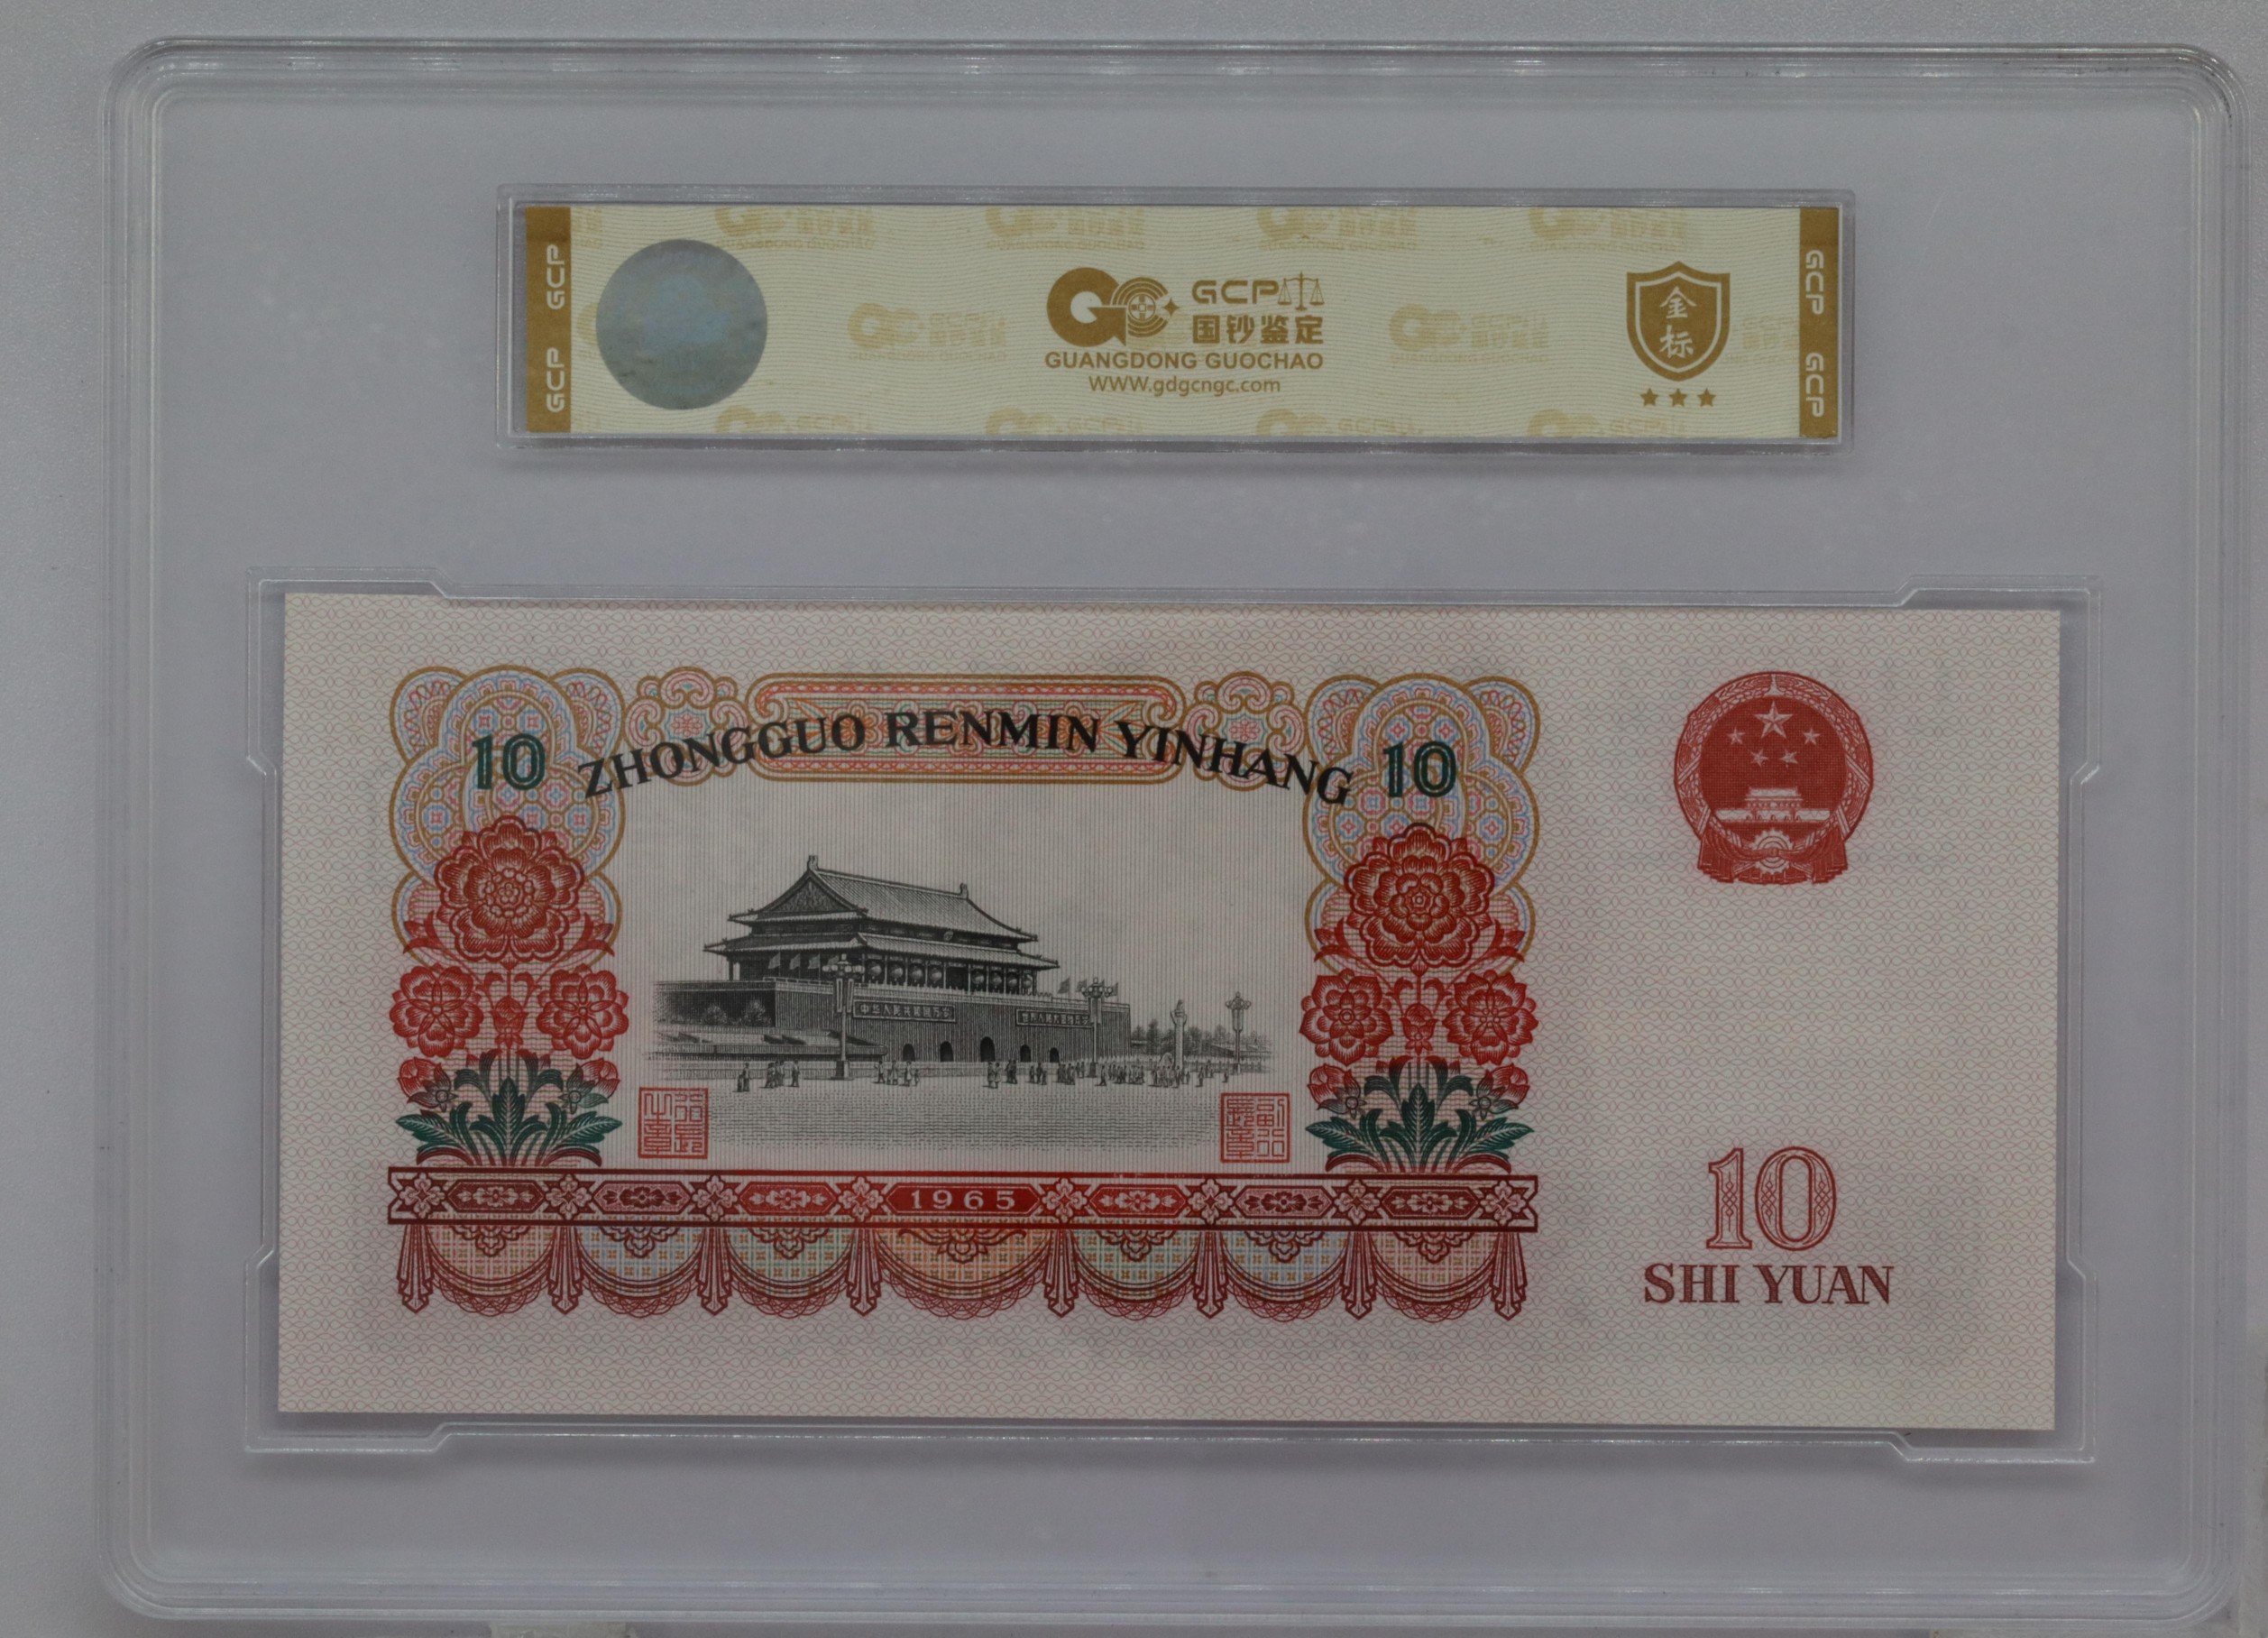 GCP GCP
GCP
国钞鉴定
GUANGDONG GUOCHAO
WWW.gdgcngc.com
金标
GCP GCP
10 ZHONGGUO RENMIN YINHANG 10
1965
10
SHI YUAN